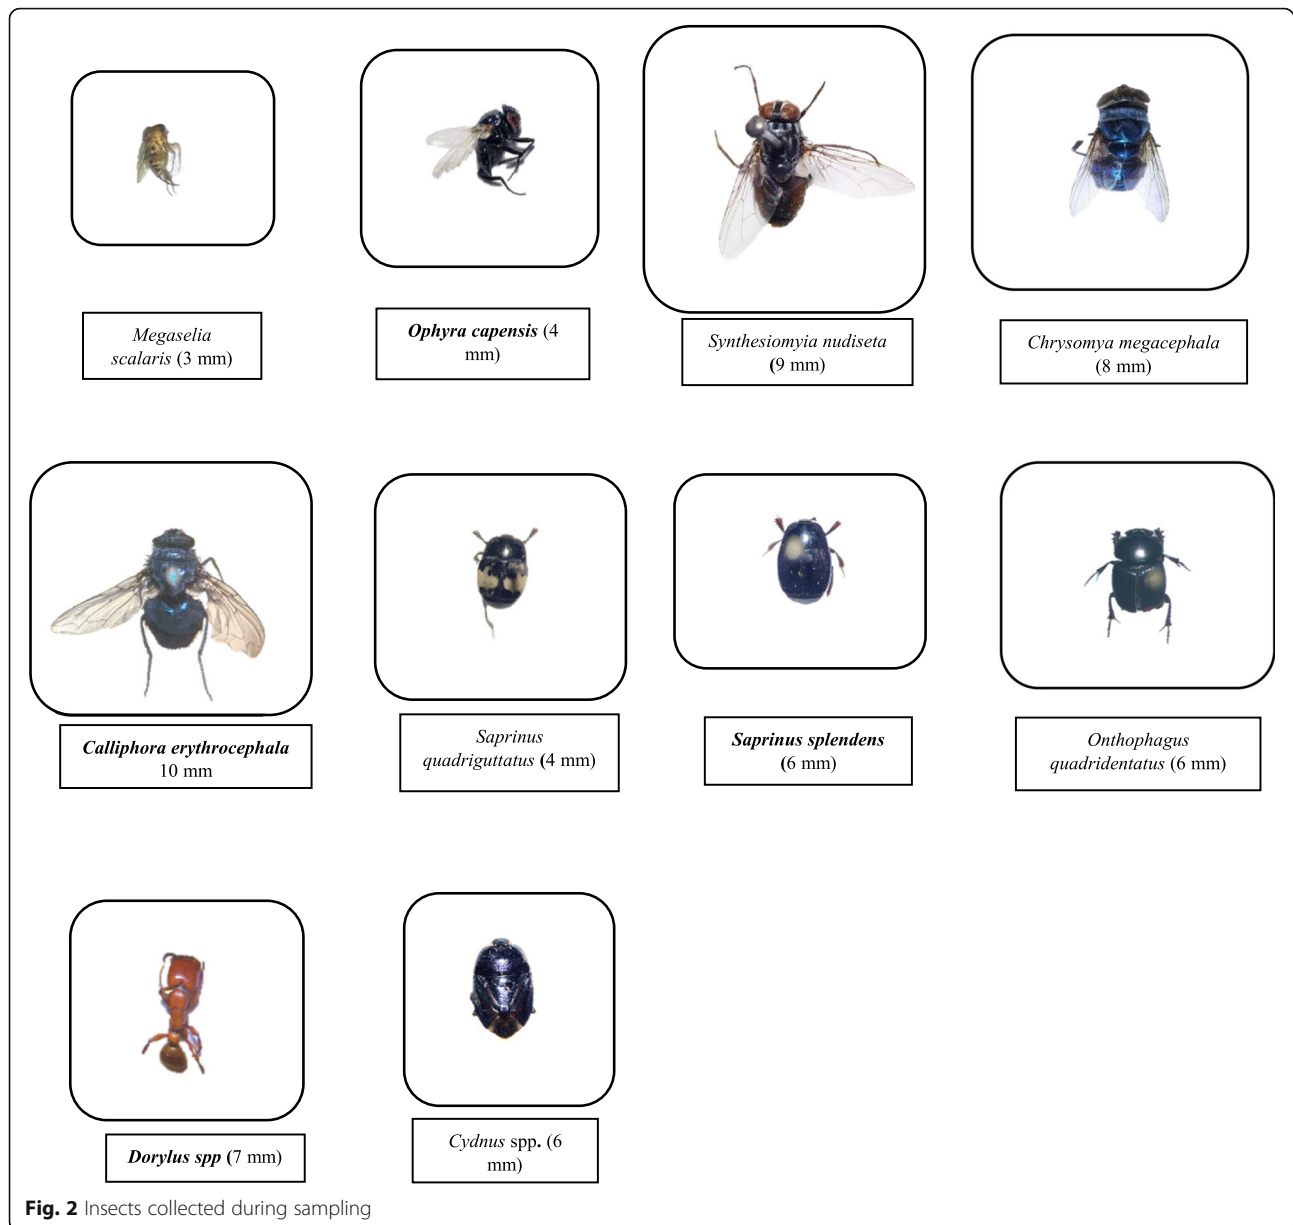 Megaselia
scalaris (3 mm)
Ophyra capensis (4
mm)
Synthesiomyia nudiseta
(9 mm)
Chrysomya megacephala
(8 mm)
Calliphora erythrocephala
10 mm
Saprinus
quadriguttatus (4 mm)
Saprinus splendens
(6 mm)
Onthophagus
quadridentatus (6 mm)
Dorylus spp (7 mm)
Cydnus spp. (6
mm)
Fig. 2 Insects collected during sampling